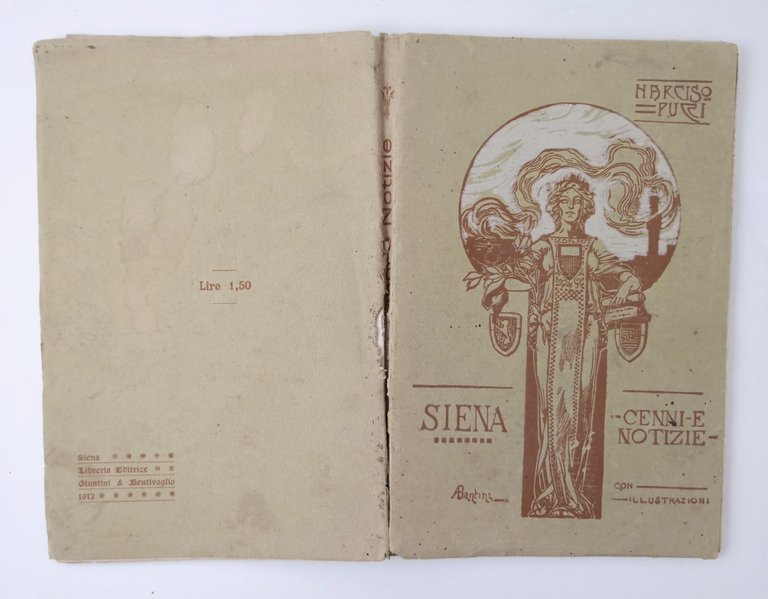 Lire 1,50
Siena
Libreria Editrice
Giuntini & Bentivoglio
1912
Notizie
NARCISO
PUCCI
SIENA
CENNI-E
NOTIZIE
CON
ILLUSTRAZIONI